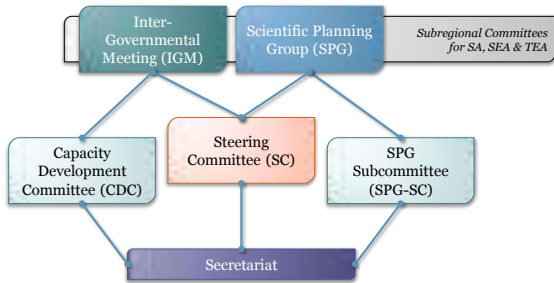 Inter-
Governmental
Meeting (IGM)
Scientific Planning
Group (SPG)
Subregional Committees
for SA, SEA & TEA
Capacity
Development
Committee (CDC)
Steering
Committee (SC)
SPG
Subcommittee
(SPG-SC)
Secretariat